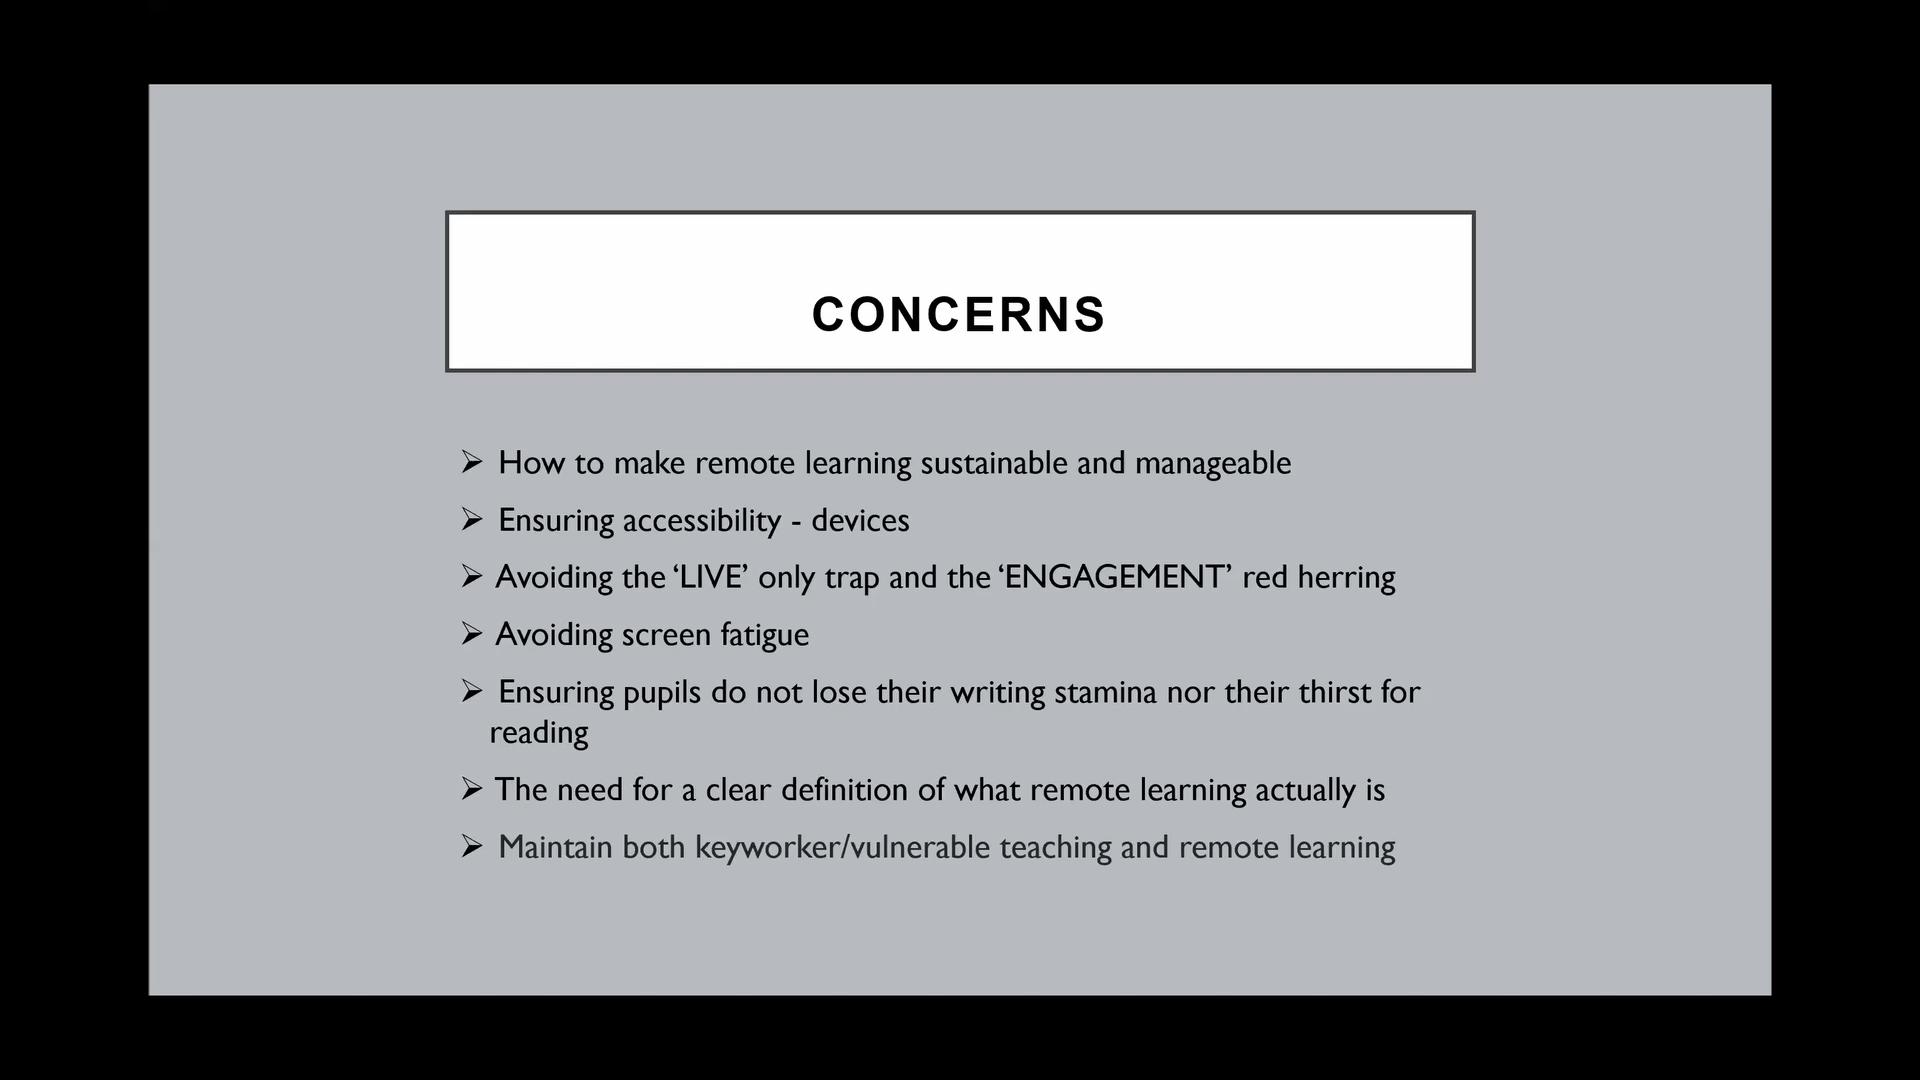 CONCERNS
➢ How to make remote learning sustainable and manageable
➢ Ensuring accessibility - devices
➢ Avoiding the ‘LIVE’ only trap and the ‘ENGAGEMENT’ red herring
➢ Avoiding screen fatigue
➢ Ensuring pupils do not lose their writing stamina nor their thirst for
reading
➢ The need for a clear definition of what remote learning actually is
➢ Maintain both keyworker/vulnerable teaching and remote learning